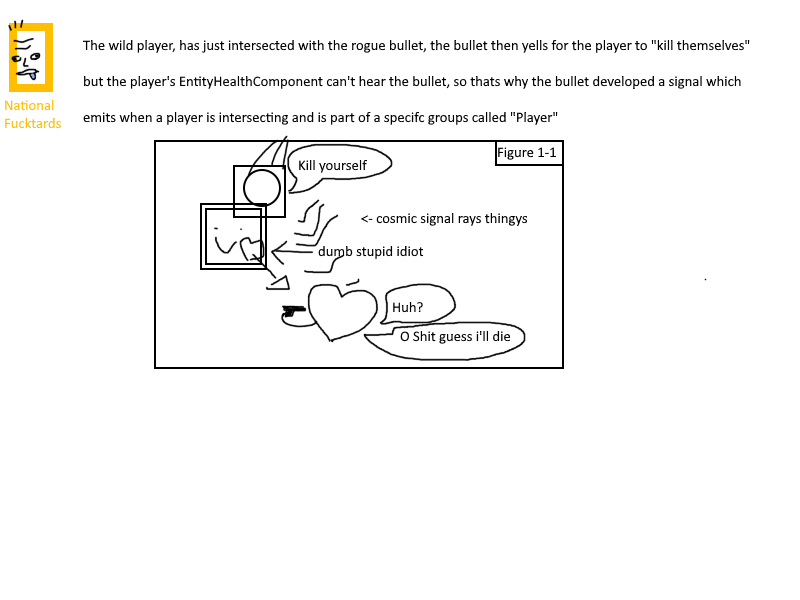 The wild player, has just intersected with the rogue bullet, the bullet then yells for the player to "kill themselves"
but the player's EntityHealthComponent can't hear the bullet, so thats why the bullet developed a signal which
emits when a player is intersecting and is part of a specifc groups called "Player"
National
Fucktards
Figure 1-1
Kill yourself
<- cosmic signal rays thingys
dumb stupid idiot
Huh?
O Shit guess i'll die